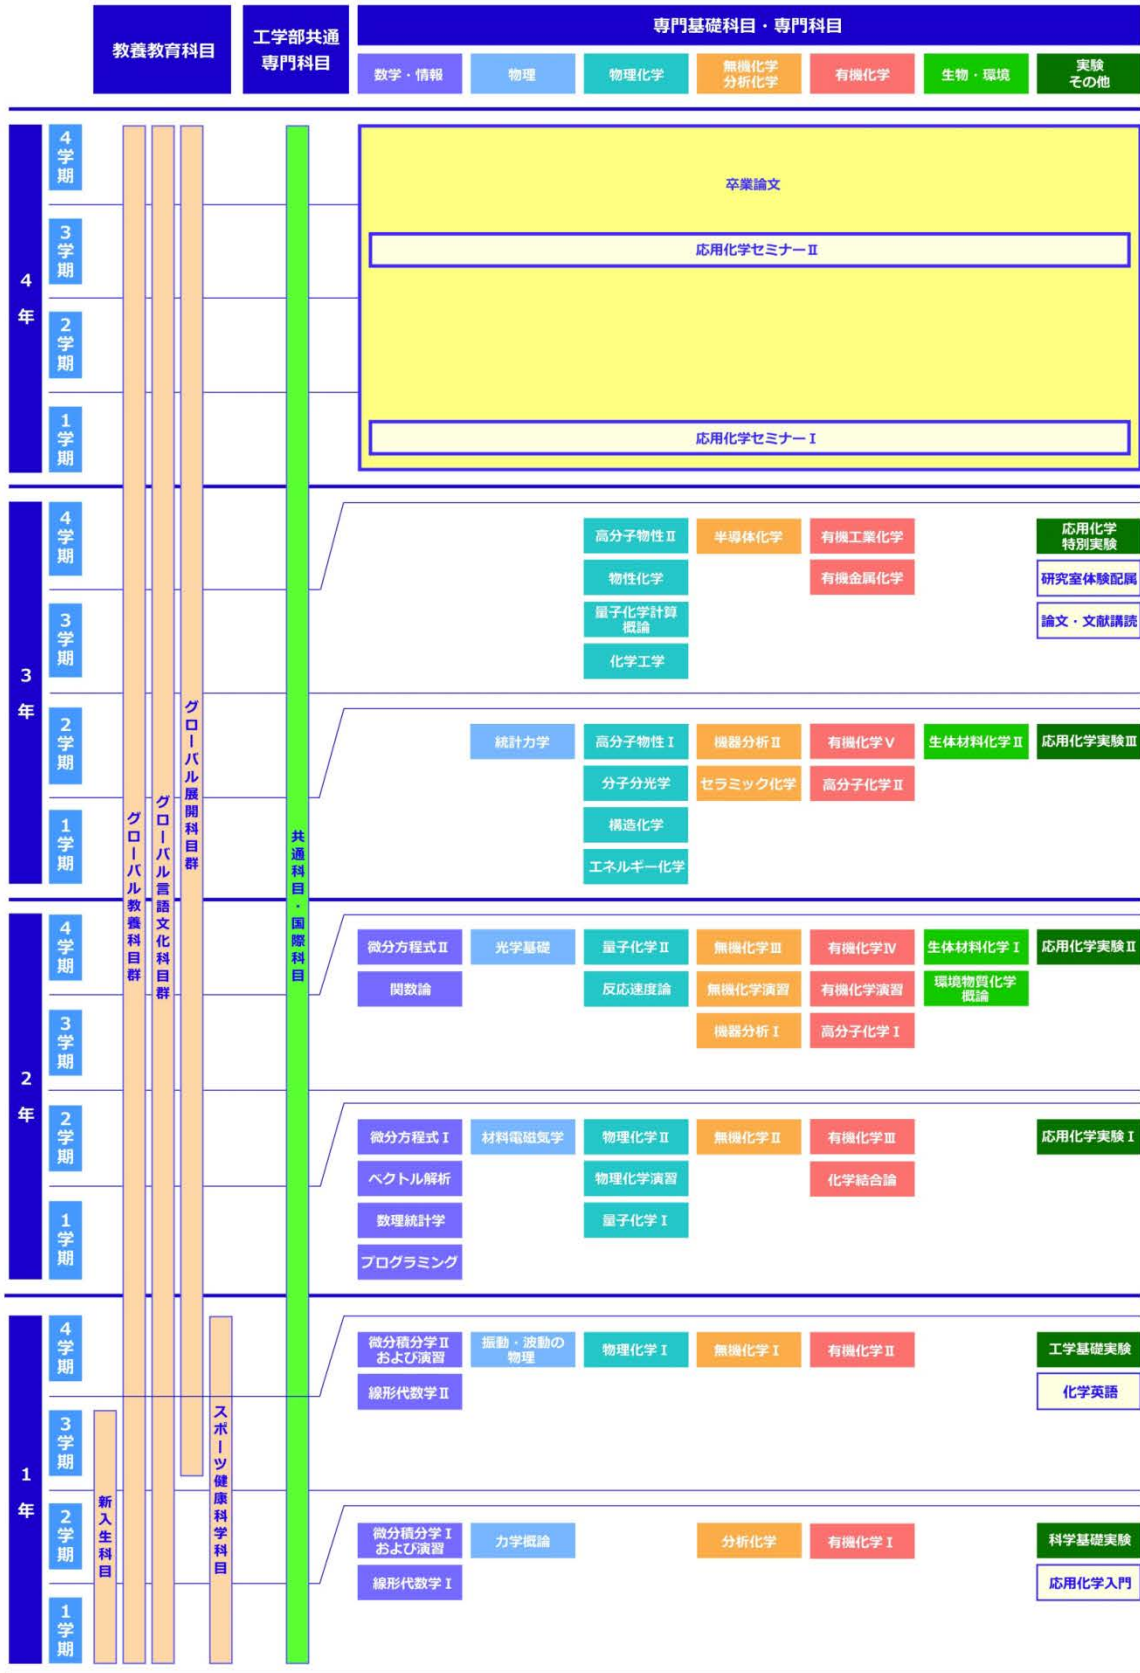 教養教育科目
工学部共通
専門科目
専門基礎科目・専門科目
数学・情報
物理
物理化学
無機化学
分析化学
有機化学
生物・環境
実験
その他
4年
4学期
3学期
2学期
1学期
卒業論文
応用化学セミナーⅡ
応用化学セミナーⅠ
3年
4学期
3学期
2学期
1学期
高分子物性Ⅱ
半導体化学
有機工業化学
応用化学
特別実験
物性化学
有機金属化学
研究室体験配属
量子化学計算
概論
論文・文献講読
化学工学
統計力学
高分子物性Ⅰ
機器分析Ⅱ
有機化学Ⅴ
生体材料化学Ⅱ
応用化学実験Ⅲ
分子分光学
セラミック化学
高分子化学Ⅱ
構造化学
エネルギー化学
グローバル教養科目群
グローバル言語文化科目群
グローバル展開科目群
共通科目・国際科目
2年
4学期
3学期
2学期
1学期
微分方程式Ⅱ
光学基礎
量子化学Ⅱ
無機化学Ⅲ
有機化学Ⅳ
生体材料化学Ⅰ
応用化学実験Ⅱ
関数論
反応速度論
無機化学演習
有機化学演習
環境物質化学
概論
機器分析Ⅰ
高分子化学Ⅰ
微分方程式Ⅰ
材料電磁気学
物理化学Ⅱ
無機化学Ⅱ
有機化学Ⅲ
応用化学実験Ⅰ
ベクトル解析
物理化学演習
化学結合論
数理統計学
量子化学Ⅰ
プログラミング
1年
4学期
3学期
2学期
1学期
新入生科目
スポーツ健康科学科目
微分積分学Ⅱ
および演習
振動・波動の
物理
物理化学Ⅰ
無機化学Ⅰ
有機化学Ⅱ
工学基礎実験
線形代数学Ⅱ
化学英語
微分積分学Ⅰ
および演習
力学概論
分析化学
有機化学Ⅰ
科学基礎実験
線形代数学Ⅰ
応用化学入門